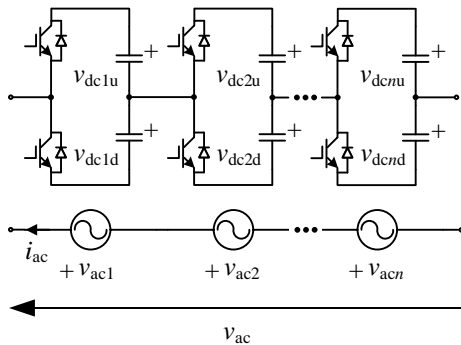 + + +
v_dc1u v_dc2u v_dcnu
+ + +
v_dc1d v_dc2d v_dcnd
i_ac
+ v_ac1 + v_ac2 + v_acn
v_ac